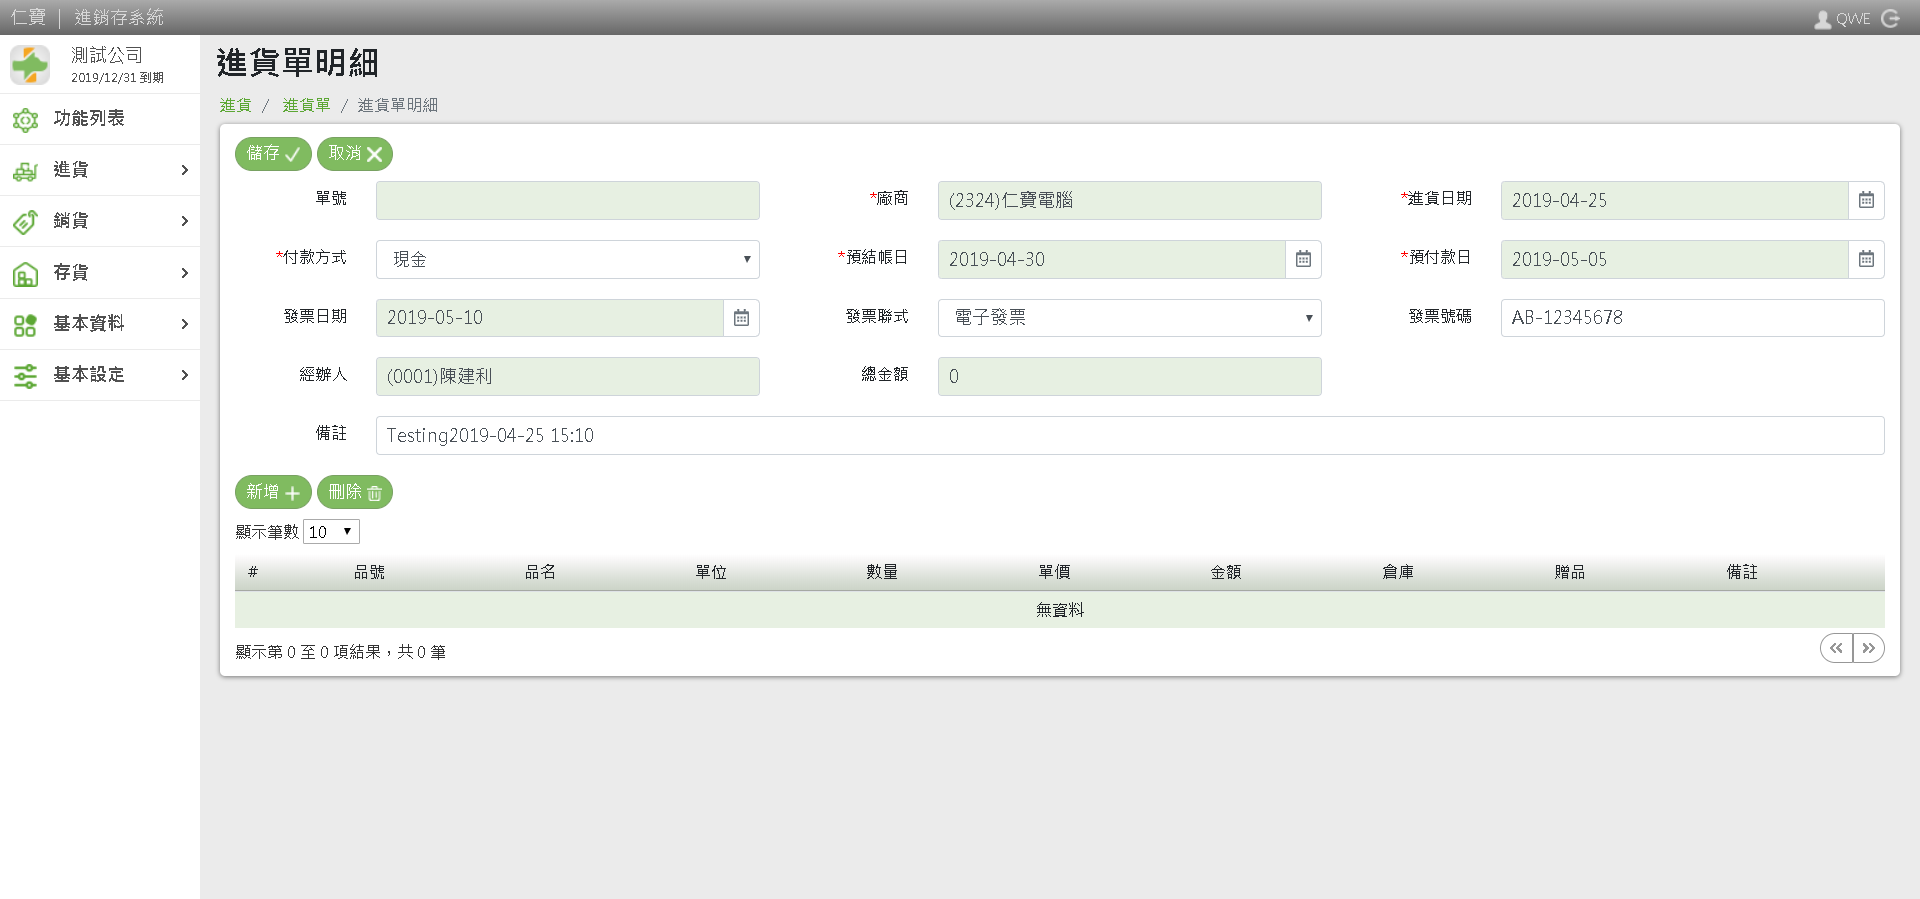 仁寶 | 進銷存系統 QWE
測試公司
2019/12/31 到期
功能列表
進貨
銷貨
存貨
基本資料
基本設定
進貨單明細
進貨 / 進貨單 / 進貨單明細
儲存 取消
單號 *廠商 (2324)仁寶電腦 *進貨日期 2019-04-25
*付款方式 現金 *預結帳日 2019-04-30 *預付款日 2019-05-05
發票日期 2019-05-10 發票聯式 電子發票 發票號碼 AB-12345678
經辦人 (0001)陳建利 總金額 0
備註 Testing2019-04-25 15:10
新增 刪除
顯示筆數 10
# 品號 品名 單位 數量 單價 金額 倉庫 贈品 備註
無資料
顯示第 0 至 0 項結果，共 0 筆